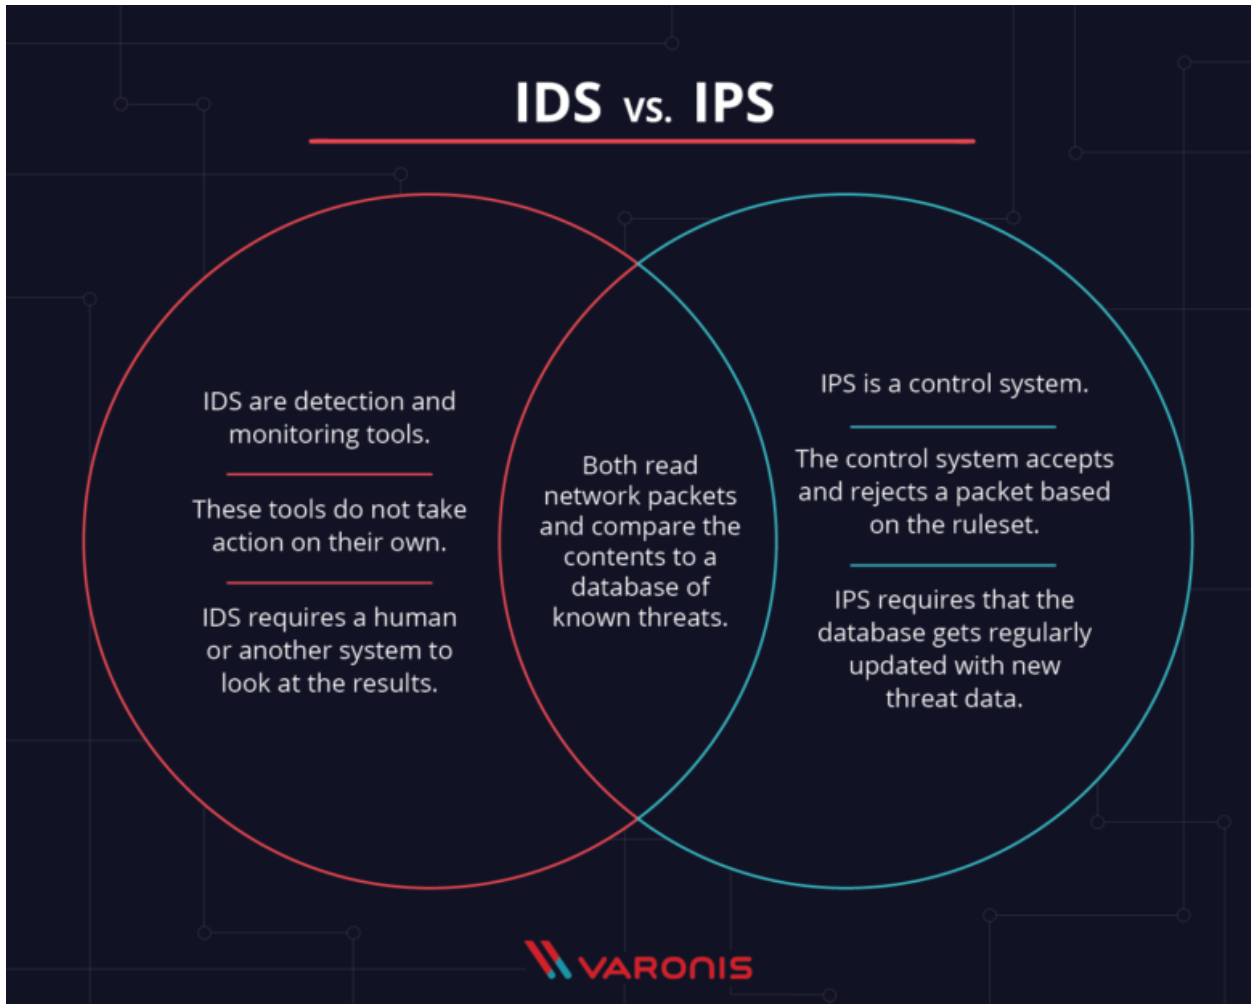 IDS vs. IPS
IDS are detection and
monitoring tools.
These tools do not take
action on their own.
IDS requires a human
or another system to
look at the results.
Both read
network packets
and compare the
contents to a
database of
known threats.
IPS is a control system.
The control system accepts
and rejects a packet based
on the ruleset.
IPS requires that the
database gets regularly
updated with new
threat data.
VARONIS